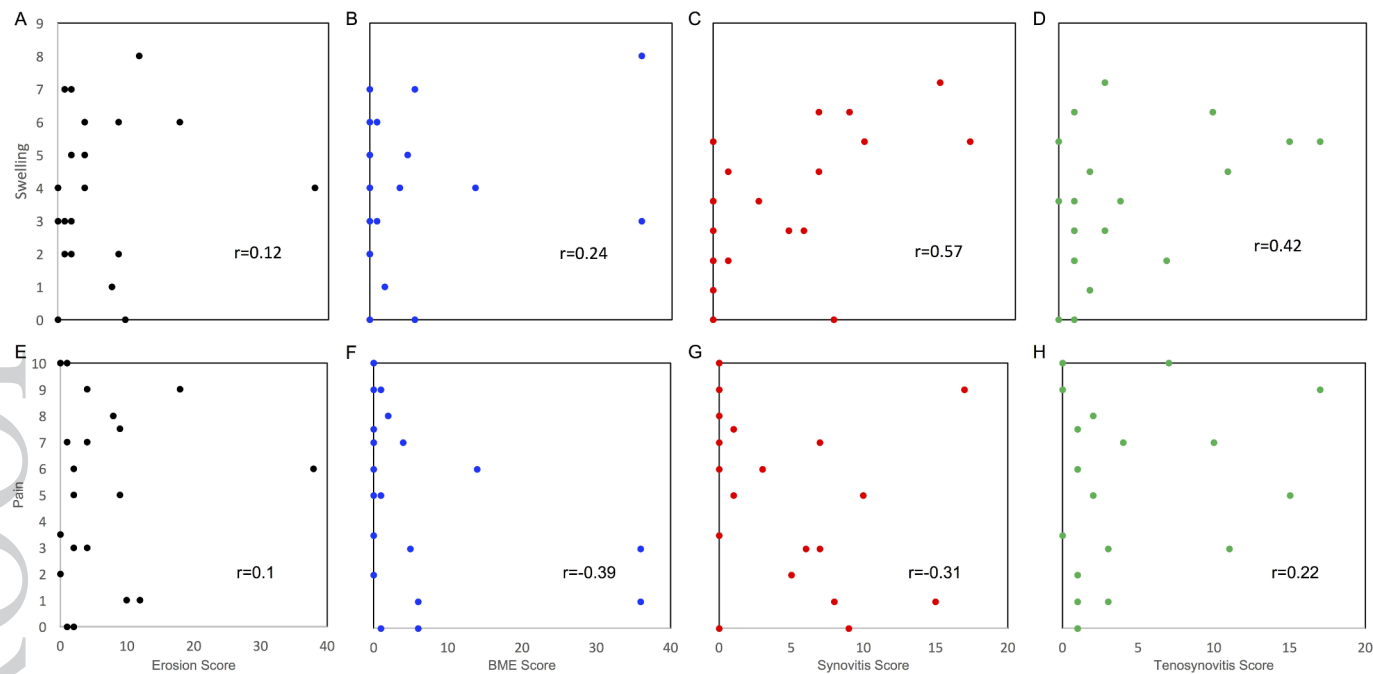 A B C D
9
8
7
6
5
4
3
2
1
0
Swelling
r=0.12 r=0.24 r=0.57 r=0.42
E F G H
10
9
8
7
6
5
4
3
2
1
0
Pain
r=0.1 r=-0.39 r=-0.31 r=0.22
0 10 20 30 40 0 10 20 30 40 0 5 10 15 20 0 5 10 15 20
Erosion Score BME Score Synovitis Score Tenosynovitis Score